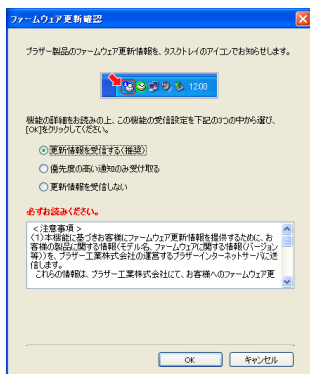 ファームウェア更新確認
ブラザー製品のファームウェア更新情報を、タスクトレイのアイコンでお知らせします。
12:00
機能の詳細をお読みの上、この機能の受信設定を下記の3つの中から選び、
[OK]をクリックしてください。
更新情報を受信する(推奨)
優先度の高い通知のみ受け取る
更新情報を受信しない
必ずお読みください。
<注意事項>
(1)本機能に基づきお客様にファームウェア更新情報を提供するために、お
客様の製品に関する情報(モデル名、ファームウェアに関する情報(バージョン
等))を、ブラザー工業株式会社の運営するブラザーインターネットサーバに送
信します。
これらの情報は、ブラザー工業株式会社にて、お客様へのファームウェア更
OK
キャンセル